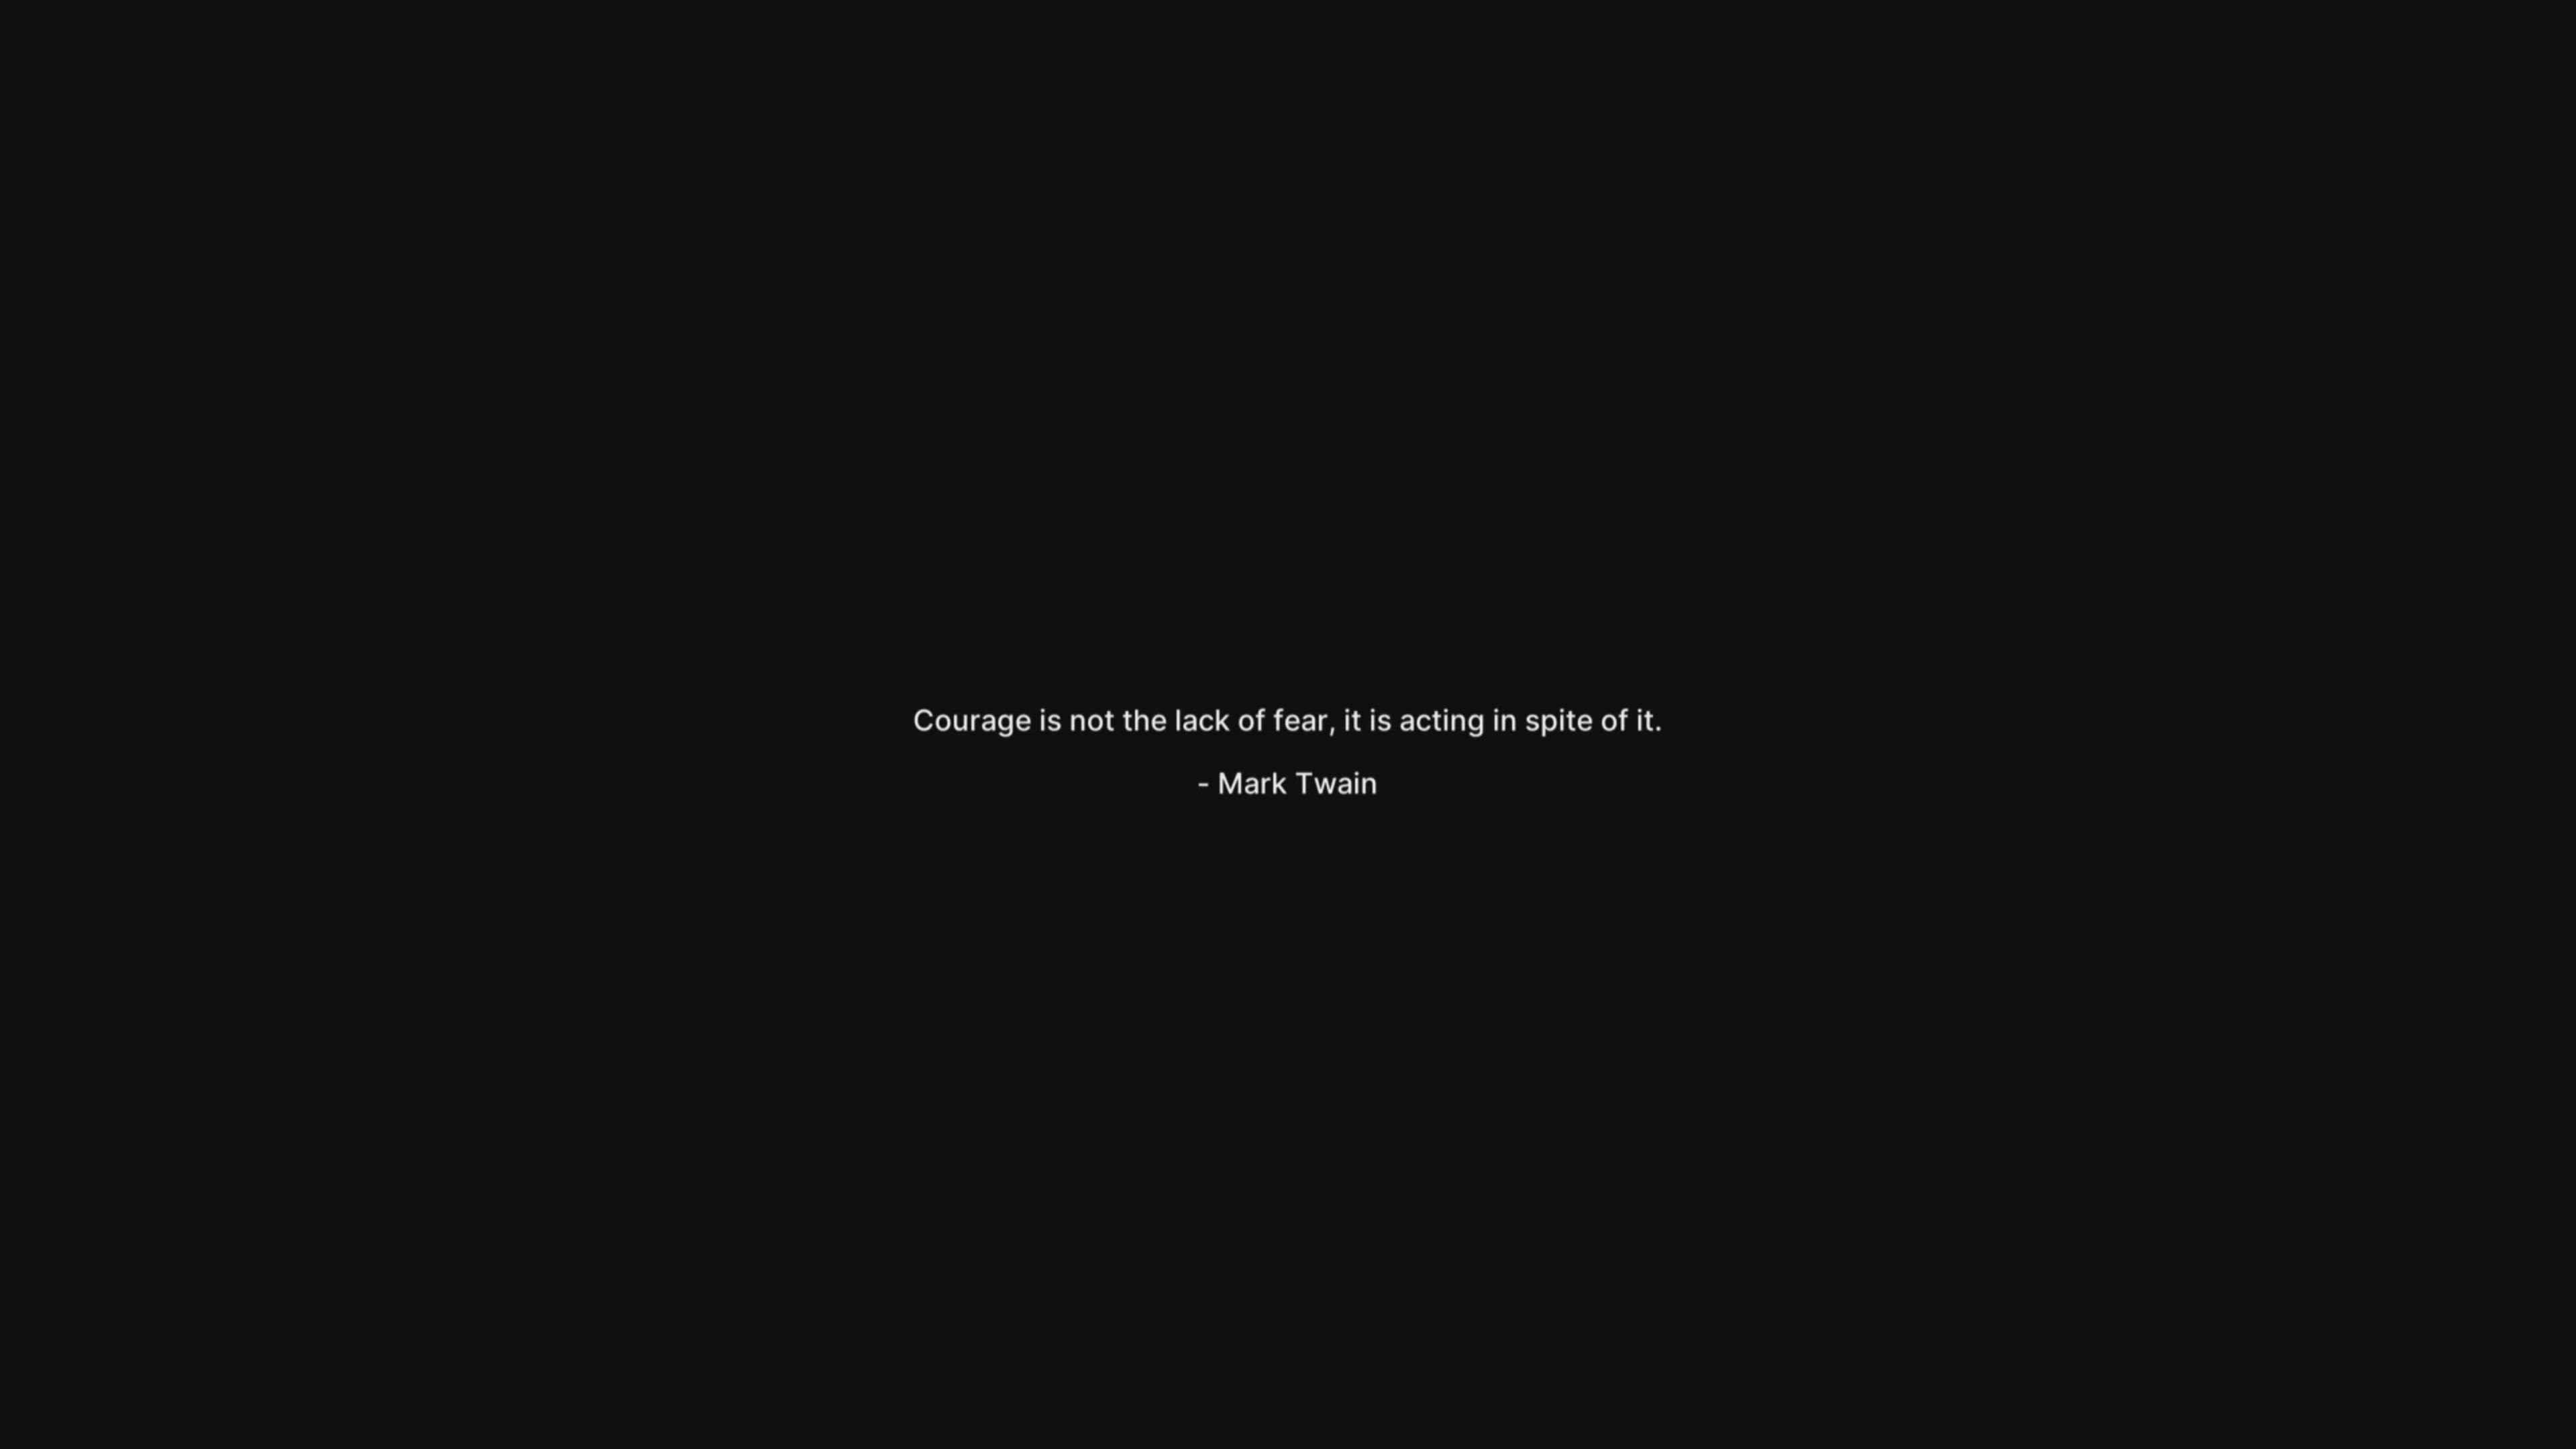 Courage is not the lack of fear, it is acting in spite of it.
- Mark Twain